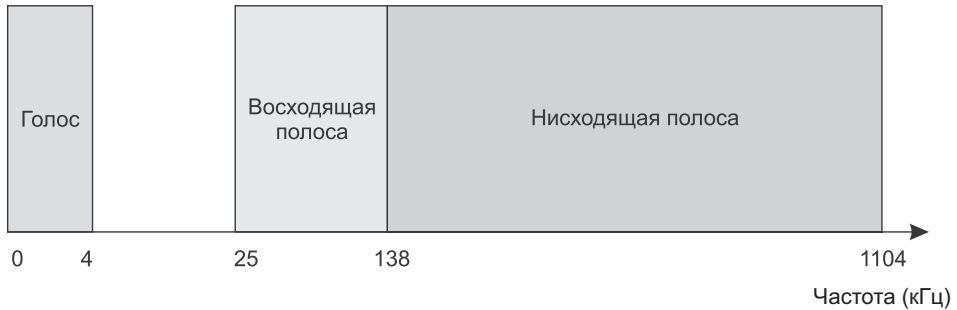 Голос
Восходящая
полоса
Нисходящая полоса
0 4 25 138 1104
Частота (кГц)